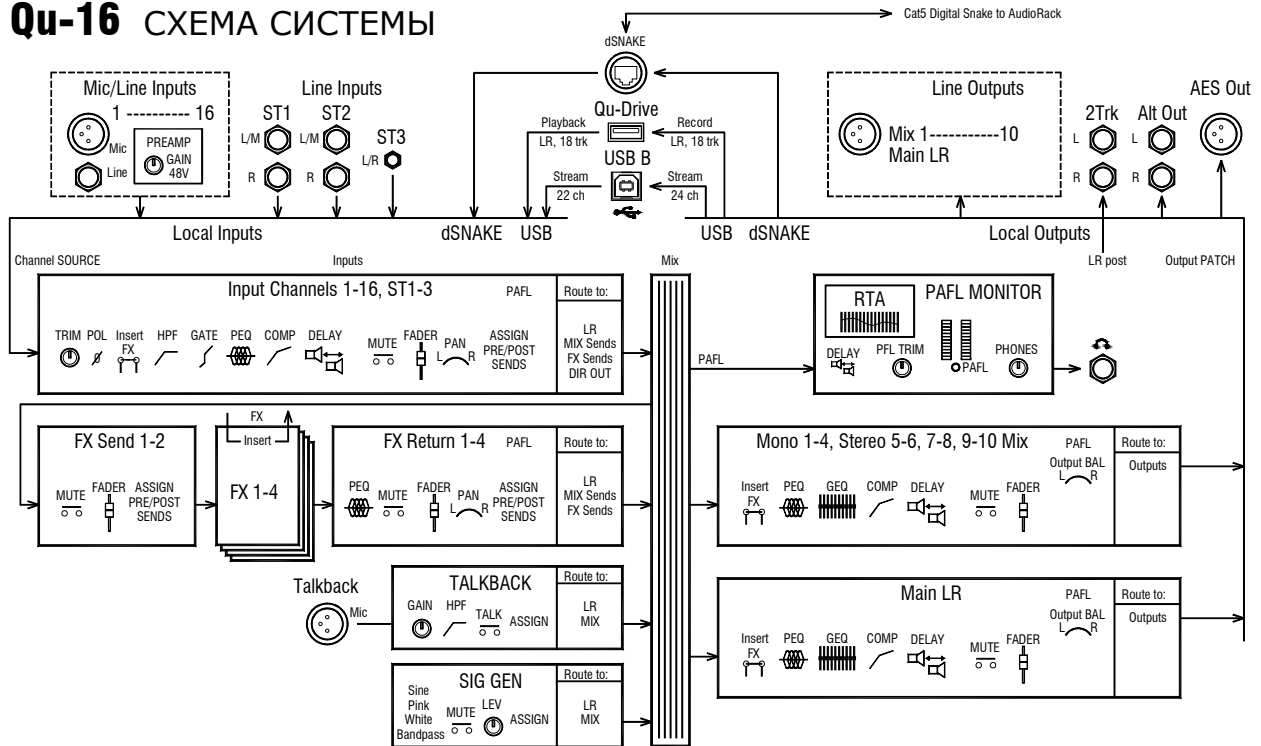 Qu-16 СХЕМА СИСТЕМЫ
Cat5 Digital Snake to AudioRack
dSNAKE
Mic/Line Inputs
1 ---------- 16
Mic
Line
PREAMP
GAIN
48V
Line Inputs
ST1
ST2
ST3
L/M
L/M
L/R
R
R
Qu-Drive
Playback
LR, 18 trk
Record
LR, 18 trk
USB B
Stream
22 ch
Stream
24 ch
Line Outputs
Mix 1-----------10
Main LR
2Trk
Alt Out
AES Out
L
L
R
R
Local Inputs
dSNAKE
USB
USB
dSNAKE
Local Outputs
Channel SOURCE
Inputs
Mix
LR post
Output PATCH
Input Channels 1-16, ST1-3
PAFL
Route to:
TRIM
POL
Insert
FX
HPF
GATE
PEQ
COMP
DELAY
MUTE
FADER
PAN
L
R
ASSIGN
PRE/POST
SENDS
LR
MIX Sends
FX Sends
DIR OUT
PAFL
RTA
PAFL MONITOR
DELAY
PFL TRIM
PAFL
PHONES
FX Send 1-2
MUTE
FADER
ASSIGN
PRE/POST
SENDS
FX
Insert
FX 1-4
FX Return 1-4
PAFL
Route to:
PEQ
MUTE
FADER
PAN
L
R
ASSIGN
PRE/POST
SENDS
LR
MIX Sends
FX Sends
Mono 1-4, Stereo 5-6, 7-8, 9-10 Mix
PAFL
Route to:
Output BAL
L
R
Outputs
Insert
FX
PEQ
GEQ
COMP
DELAY
MUTE
FADER
Talkback
Mic
TALKBACK
Route to:
GAIN
HPF
TALK
ASSIGN
LR
MIX
Main LR
PAFL
Route to:
Output BAL
L
R
Outputs
Insert
FX
PEQ
GEQ
COMP
DELAY
MUTE
FADER
SIG GEN
Route to:
Sine
Pink
White
Bandpass
MUTE
LEV
ASSIGN
LR
MIX